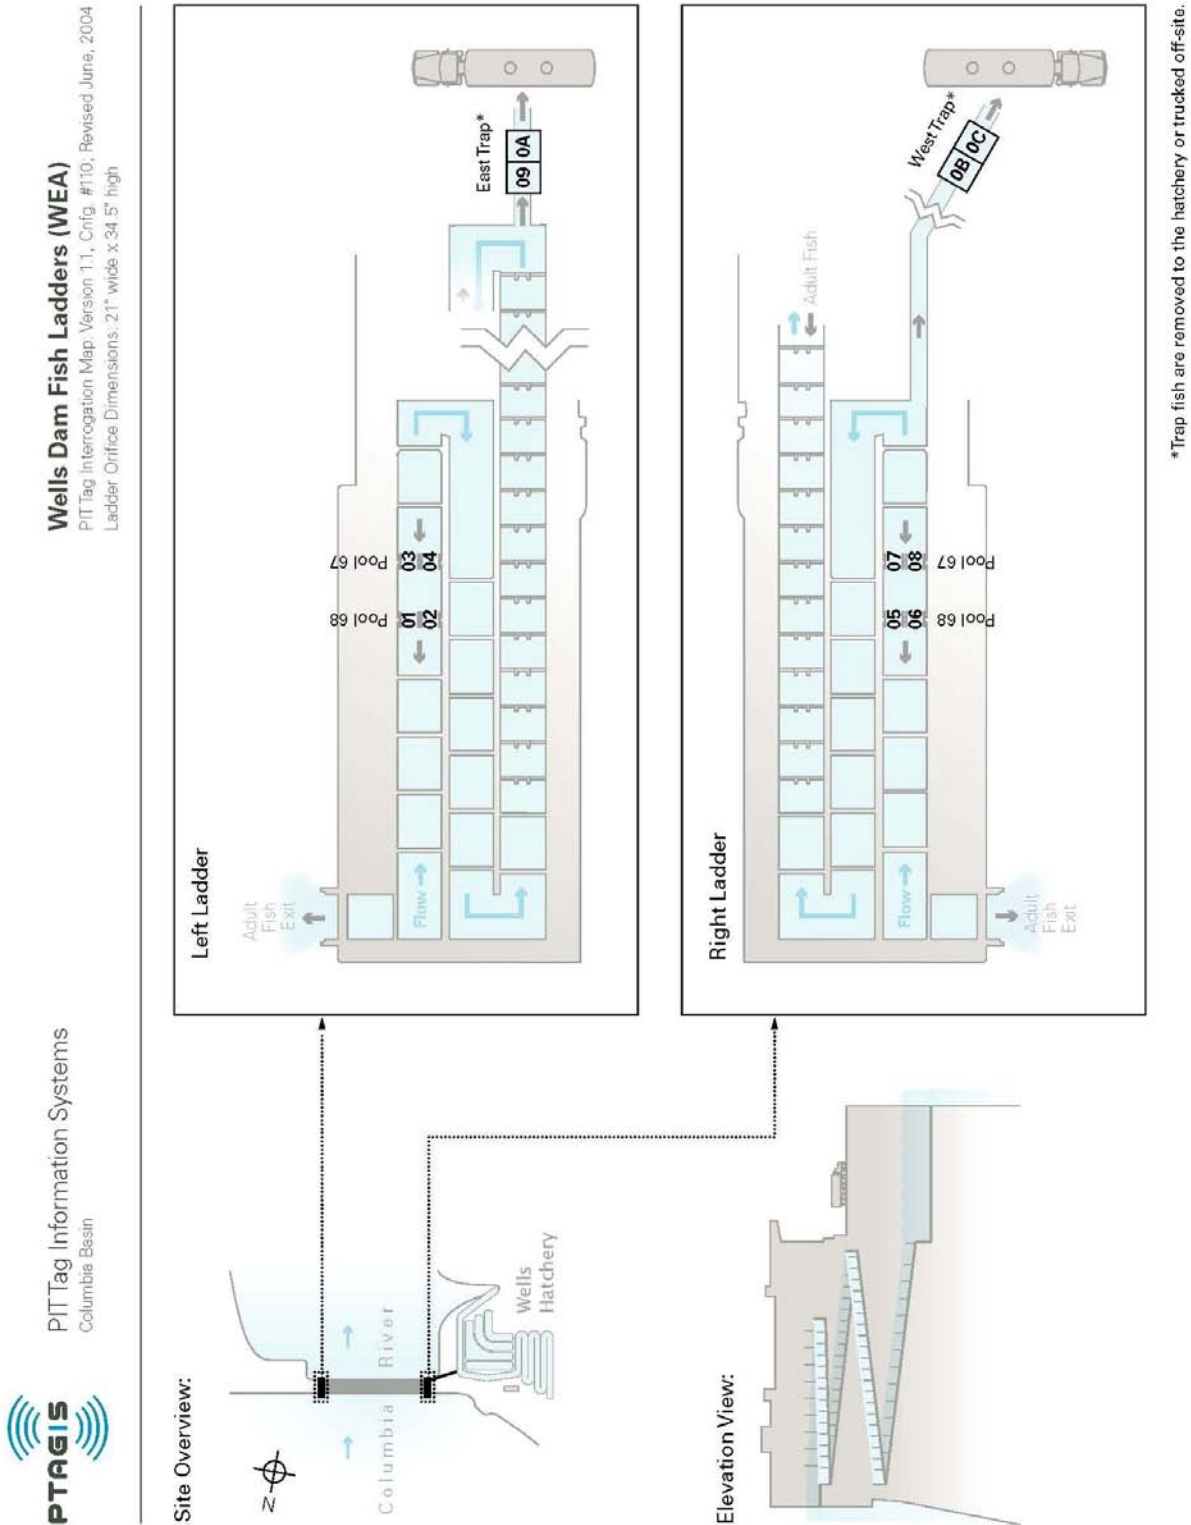 PTAGIS
PIT Tag Information Systems
Columbia Basin
Wells Dam Fish Ladders (WEA)
PIT Tag Interrogation Map. Version 1.1, Cnfg. #110; Revised June, 2004
Ladder Orifice Dimensions: 21" wide x 34.5" high
Site Overview:
N
Columbia River
Wells
Hatchery
Elevation View:
Left Ladder
Adult
Fish
Exit
Flow
Pool 68
Pool 67
01
02
03
04
East Trap*
09 0A
Right Ladder
Adult Fish
Flow
05
06
07
08
Pool 68
Pool 67
Adult
Fish
Exit
West Trap*
0B 0C
*Trap fish are removed to the hatchery or trucked off-site.